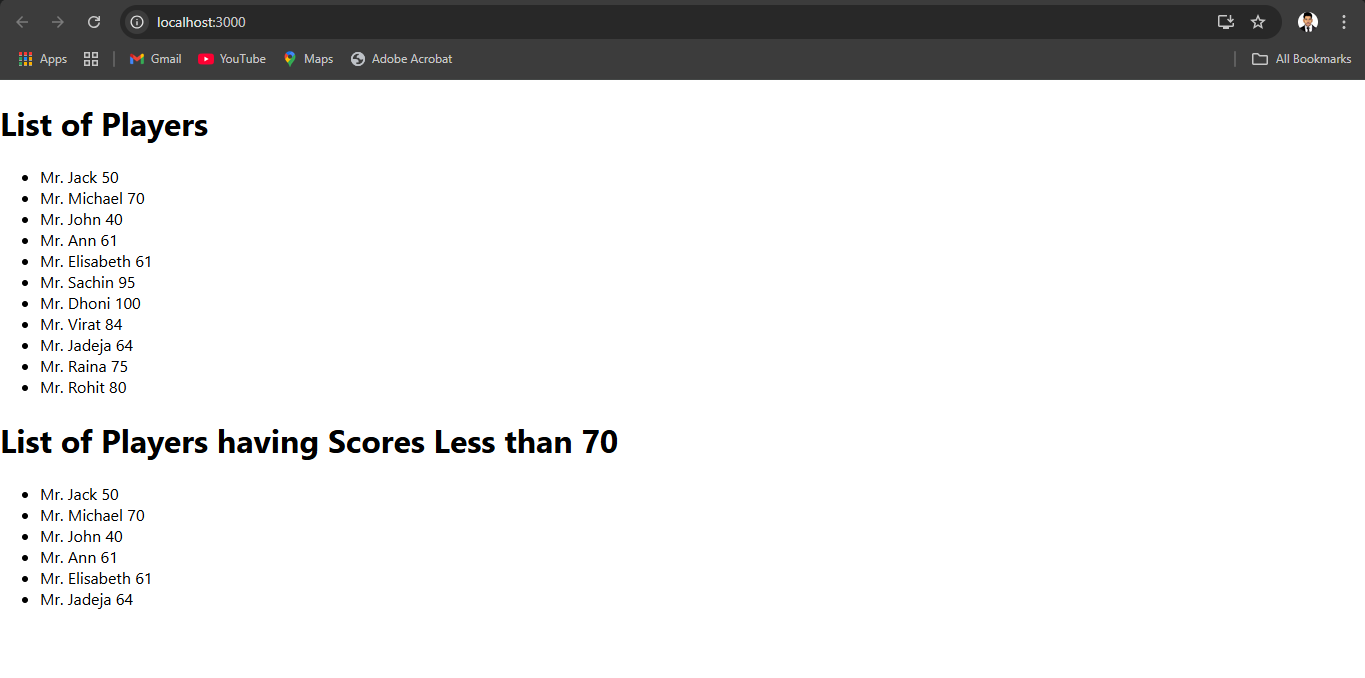 localhost:3000
Apps Gmail YouTube Maps Adobe Acrobat All Bookmarks
List of Players
Mr. Jack 50
Mr. Michael 70
Mr. John 40
Mr. Ann 61
Mr. Elisabeth 61
Mr. Sachin 95
Mr. Dhoni 100
Mr. Virat 84
Mr. Jadeja 64
Mr. Raina 75
Mr. Rohit 80
List of Players having Scores Less than 70
Mr. Jack 50
Mr. Michael 70
Mr. John 40
Mr. Ann 61
Mr. Elisabeth 61
Mr. Jadeja 64